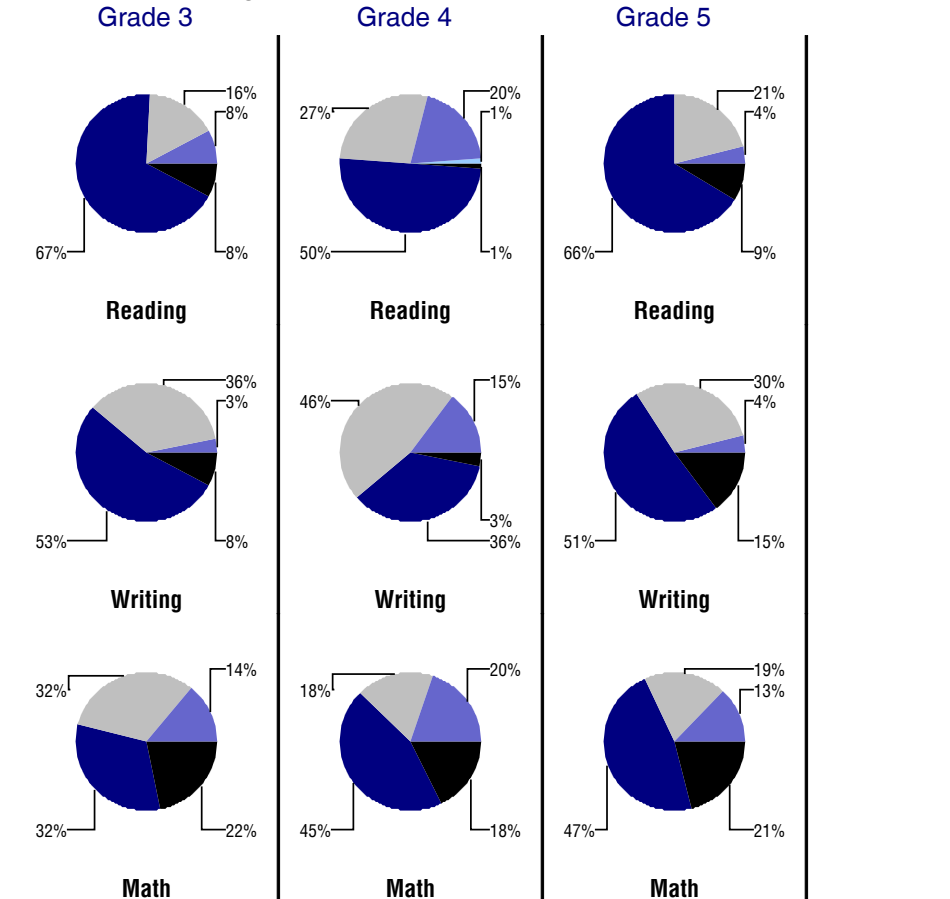 Grade 3 Grade 4 Grade 5
16% 20% 21%
8% 27% 1% 4%
67% 8% 50% 1% 66% 9%
Reading Reading Reading
36% 15% 30%
3% 46% 4%
3%
53% 8% 36% 51% 15%
Writing Writing Writing
14% 20% 19%
32% 18% 13%
32% 22% 45% 18% 47% 21%
Math Math Math